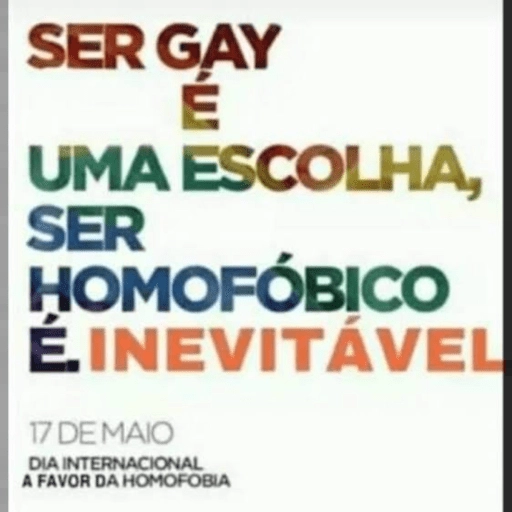 SER GAY
É
UMA ESCOLHA,
SER
HOMOFÓBICO
É. INEVITÁVEL
17 DE MAIO
DIA INTERNACIONAL
A FAVOR DA HOMOFOBIA